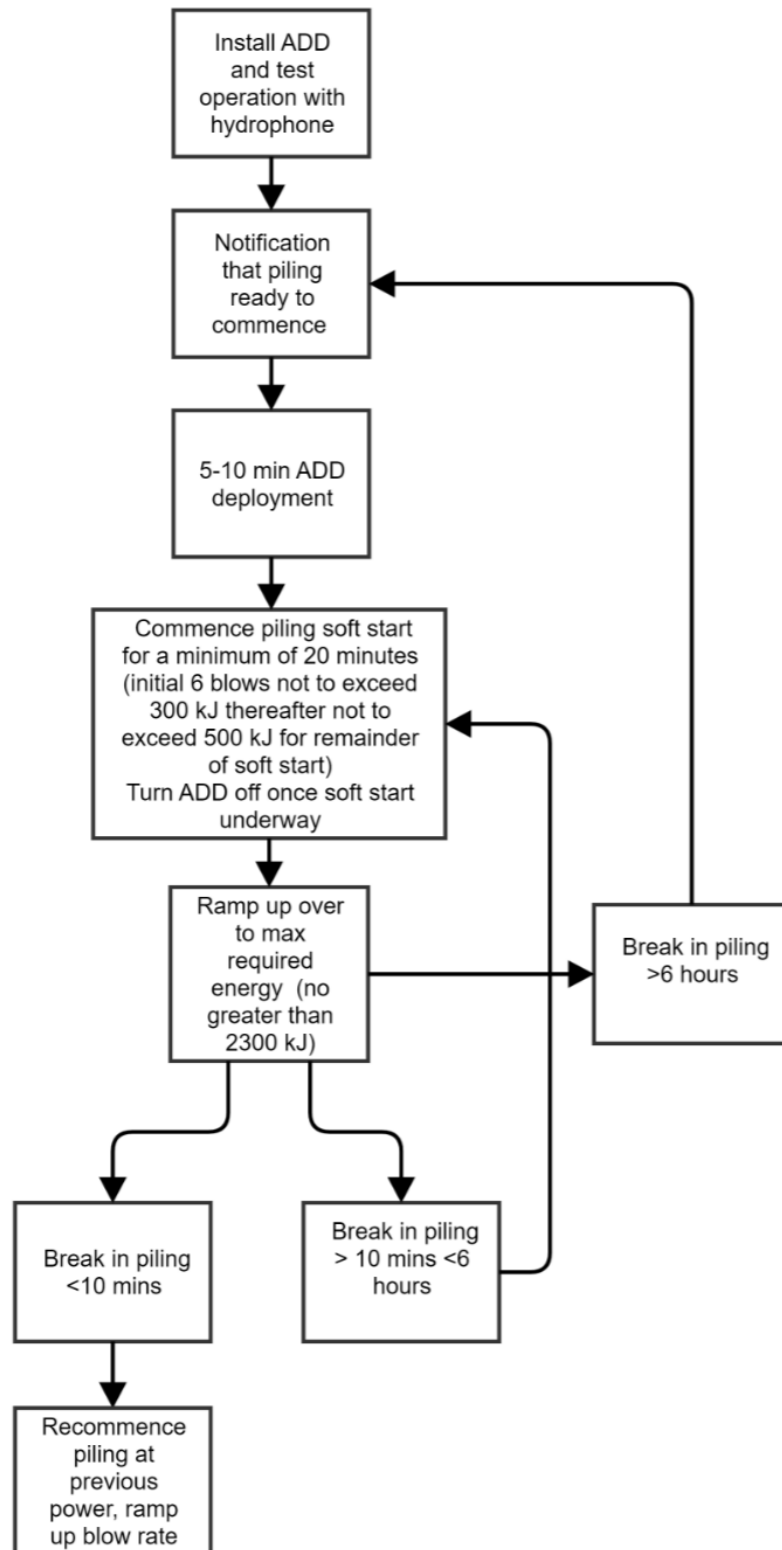 Install ADD
and test
operation with
hydrophone
Notification
that piling
ready to
commence
5-10 min ADD
deployment
Commence piling soft start
for a minimum of 20 minutes
(initial 6 blows not to exceed
300 kJ thereafter not to
exceed 500 kJ for remainder
of soft start)
Turn ADD off once soft start
underway
Ramp up over
to max
required
energy (no
greater than
2300 kJ)
Break in piling
>6 hours
Break in piling
<10 mins
Break in piling
> 10 mins <6
hours
Recommence
piling at
previous
power, ramp
up blow rate